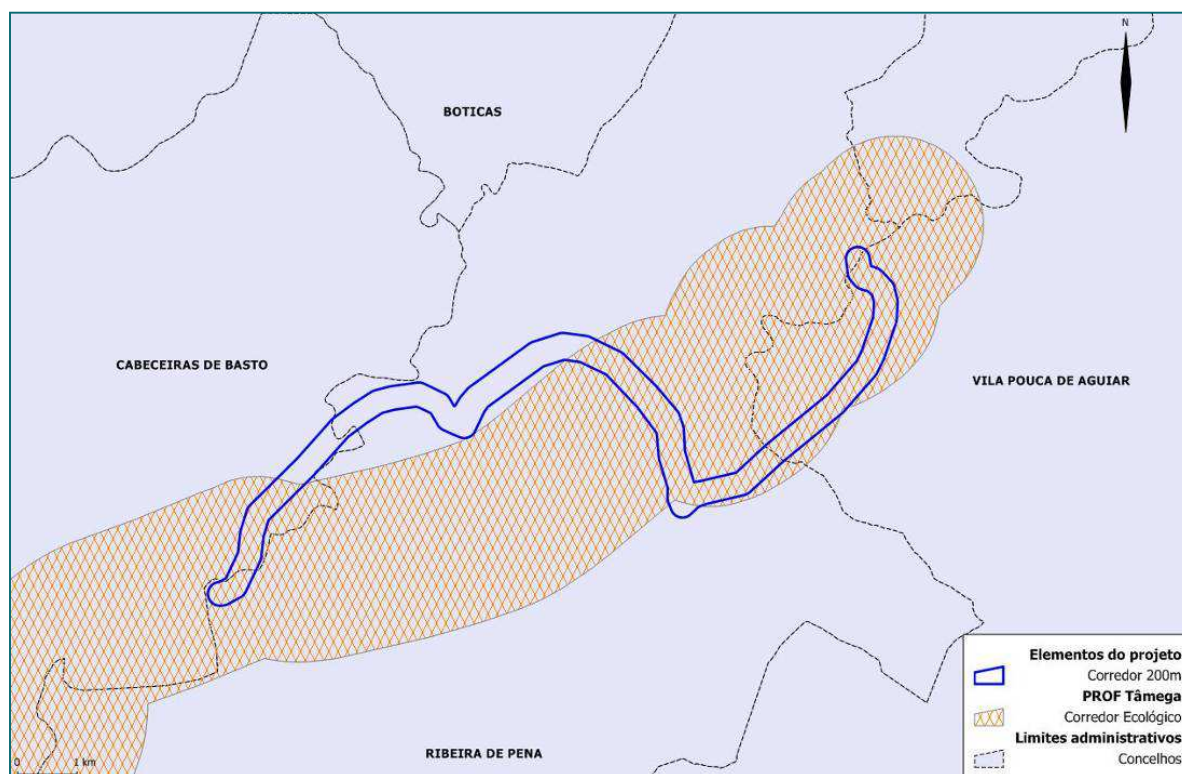 N
BOTICAS
CABECEIRAS DE BASTO
VILA POUCA DE AGUIAR
RIBEIRA DE PENA
0 1 km
Elementos do projeto
Corredor 200m
PROF Tâmega
Corredor Ecológico
Limites administrativos
Concelhos